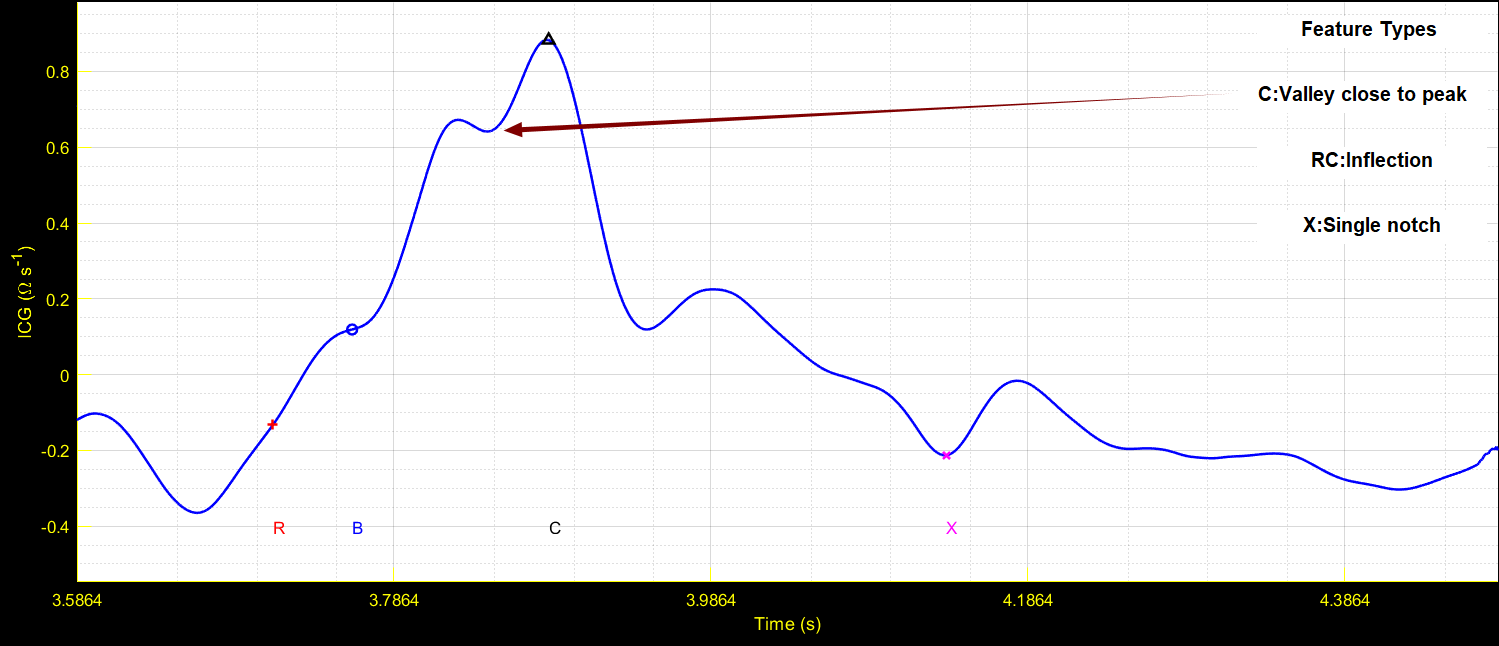 Feature Types
C:Valley close to peak
RC:Inflection
X:Single notch
ICG (Ω s⁻¹)
0.8
0.6
0.4
0.2
0
-0.2
-0.4
R B C X
3.5864 3.7864 3.9864 4.1864 4.3864
Time (s)